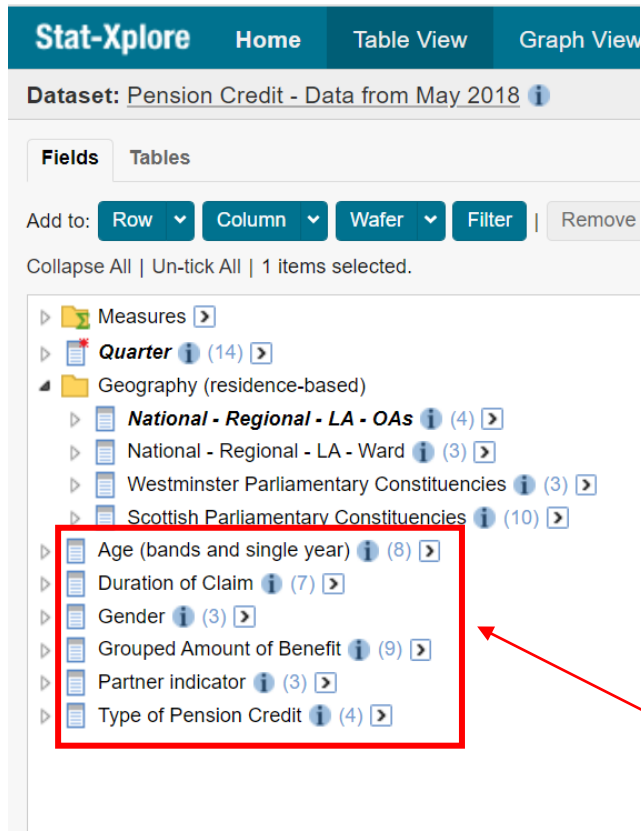 Stat-Xplore Home Table View Graph View
Dataset: Pension Credit - Data from May 2018 i
Fields Tables
Add to: Row Column Wafer Filter | Remove
Collapse All | Un-tick All | 1 items selected.
Measures
Quarter i (14)
Geography (residence-based)
National - Regional - LA - OAs i (4)
National - Regional - LA - Ward i (3)
Westminster Parliamentary Constituencies i (3)
Scottish Parliamentary Constituencies i (10)
Age (bands and single year) i (8)
Duration of Claim i (7)
Gender i (3)
Grouped Amount of Benefit i (9)
Partner indicator i (3)
Type of Pension Credit i (4)